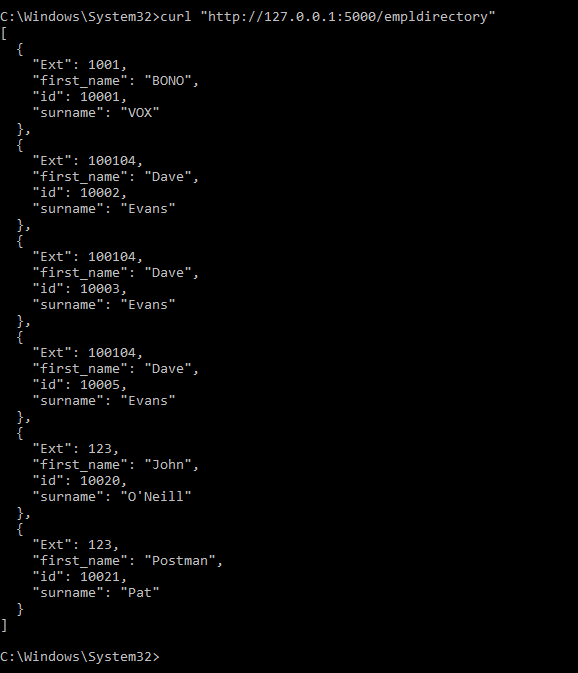 C:\Windows\System32>curl "http://127.0.0.1:5000/empldirectory"
[
  {
    "Ext": 1001,
    "first_name": "BONO",
    "id": 10001,
    "surname": "VOX"
  },
  {
    "Ext": 100104,
    "first_name": "Dave",
    "id": 10002,
    "surname": "Evans"
  },
  {
    "Ext": 100104,
    "first_name": "Dave",
    "id": 10003,
    "surname": "Evans"
  },
  {
    "Ext": 100104,
    "first_name": "Dave",
    "id": 10005,
    "surname": "Evans"
  },
  {
    "Ext": 123,
    "first_name": "John",
    "id": 10020,
    "surname": "O'Neill"
  },
  {
    "Ext": 123,
    "first_name": "Postman",
    "id": 10021,
    "surname": "Pat"
  }
]
C:\Windows\System32>